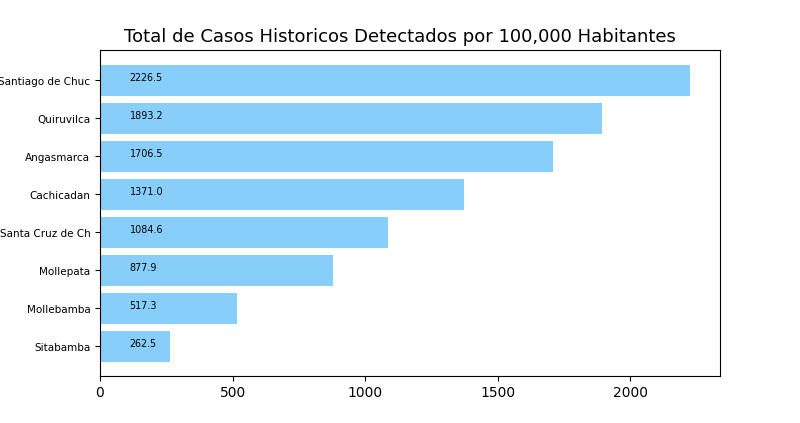 Total de Casos Historicos Detectados por 100,000 Habitantes
Santiago de Chuc 2226.5
Quiruvilca 1893.2
Angasmarca 1706.5
Cachicadan 1371.0
Santa Cruz de Ch 1084.6
Mollepata 877.9
Mollebamba 517.3
Sitabamba 262.5
0 500 1000 1500 2000